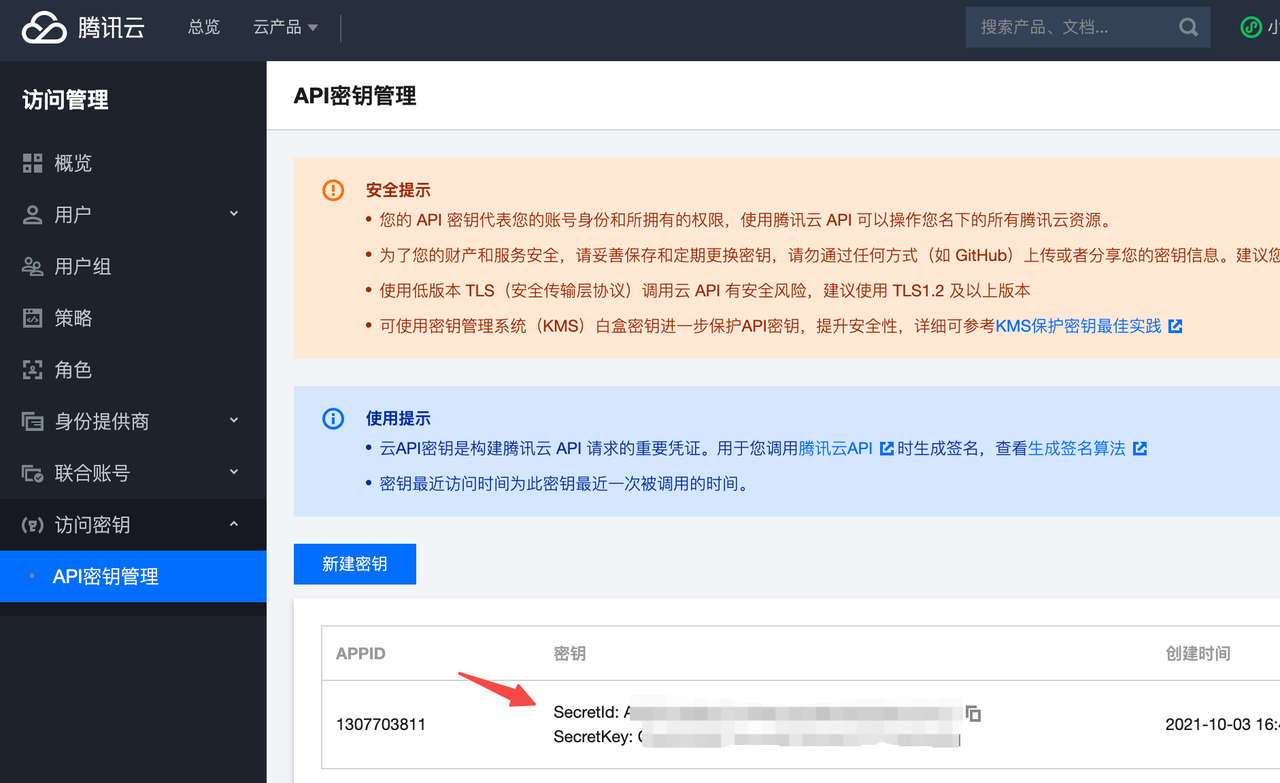 腾讯云 总览 云产品 搜索产品、文档... 小
访问管理
概览
用户
用户组
策略
角色
身份提供商
联合账号
访问密钥
API密钥管理
API密钥管理
安全提示
• 您的 API 密钥代表您的账号身份和所拥有的权限，使用腾讯云 API 可以操作您名下的所有腾讯云资源。
• 为了您的财产和服务安全，请妥善保存和定期更换密钥，请勿通过任何方式（如 GitHub）上传或者分享您的密钥信息。建议您
• 使用低版本 TLS（安全传输层协议）调用云 API 有安全风险，建议使用 TLS1.2 及以上版本
• 可使用密钥管理系统（KMS）白盒密钥进一步保护API密钥，提升安全性，详细可参考KMS保护密钥最佳实践
使用提示
• 云API密钥是构建腾讯云 API 请求的重要凭证。用于您调用腾讯云API 时生成签名，查看生成签名算法
• 密钥最近访问时间为此密钥最近一次被调用的时间。
新建密钥
APPID 密钥 创建时间
1307703811
SecretId: A
SecretKey:
2021-10-03 16: